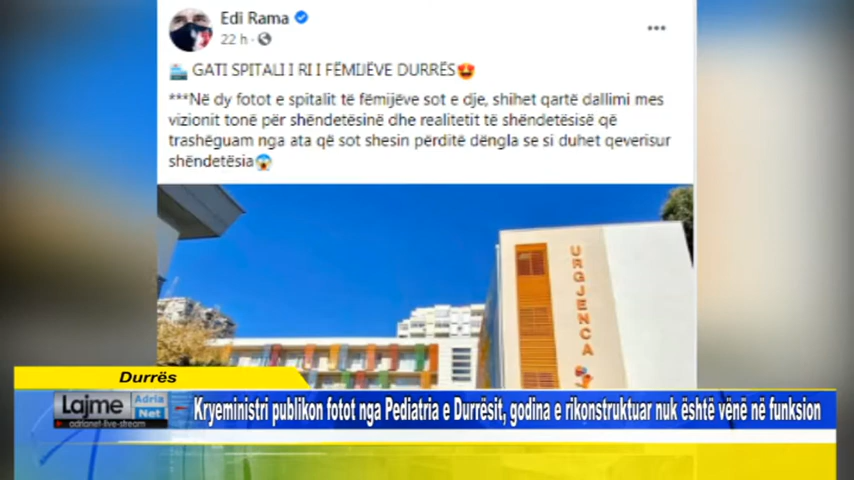 Edi Rama
22 h
GATI SPITALI I RI I FËMIJËVE DURRËS
***Në dy fotot e spitalit të fëmijëve sot e dje, shihet qartë dallimi mes
vizionit tonë për shëndetësinë dhe realitetit të shëndetësisë që
trashëguam nga ata që sot shesin përditë dëngla se si duhet qeverisur
shëndetësia
URGJENCA
Durrës
Lajme Adria Net
adrianet-live-stream
Kryeministri publikon fotot nga Pediatria e Durrësit, godina e rikonstruktuar nuk është vënë në funksion